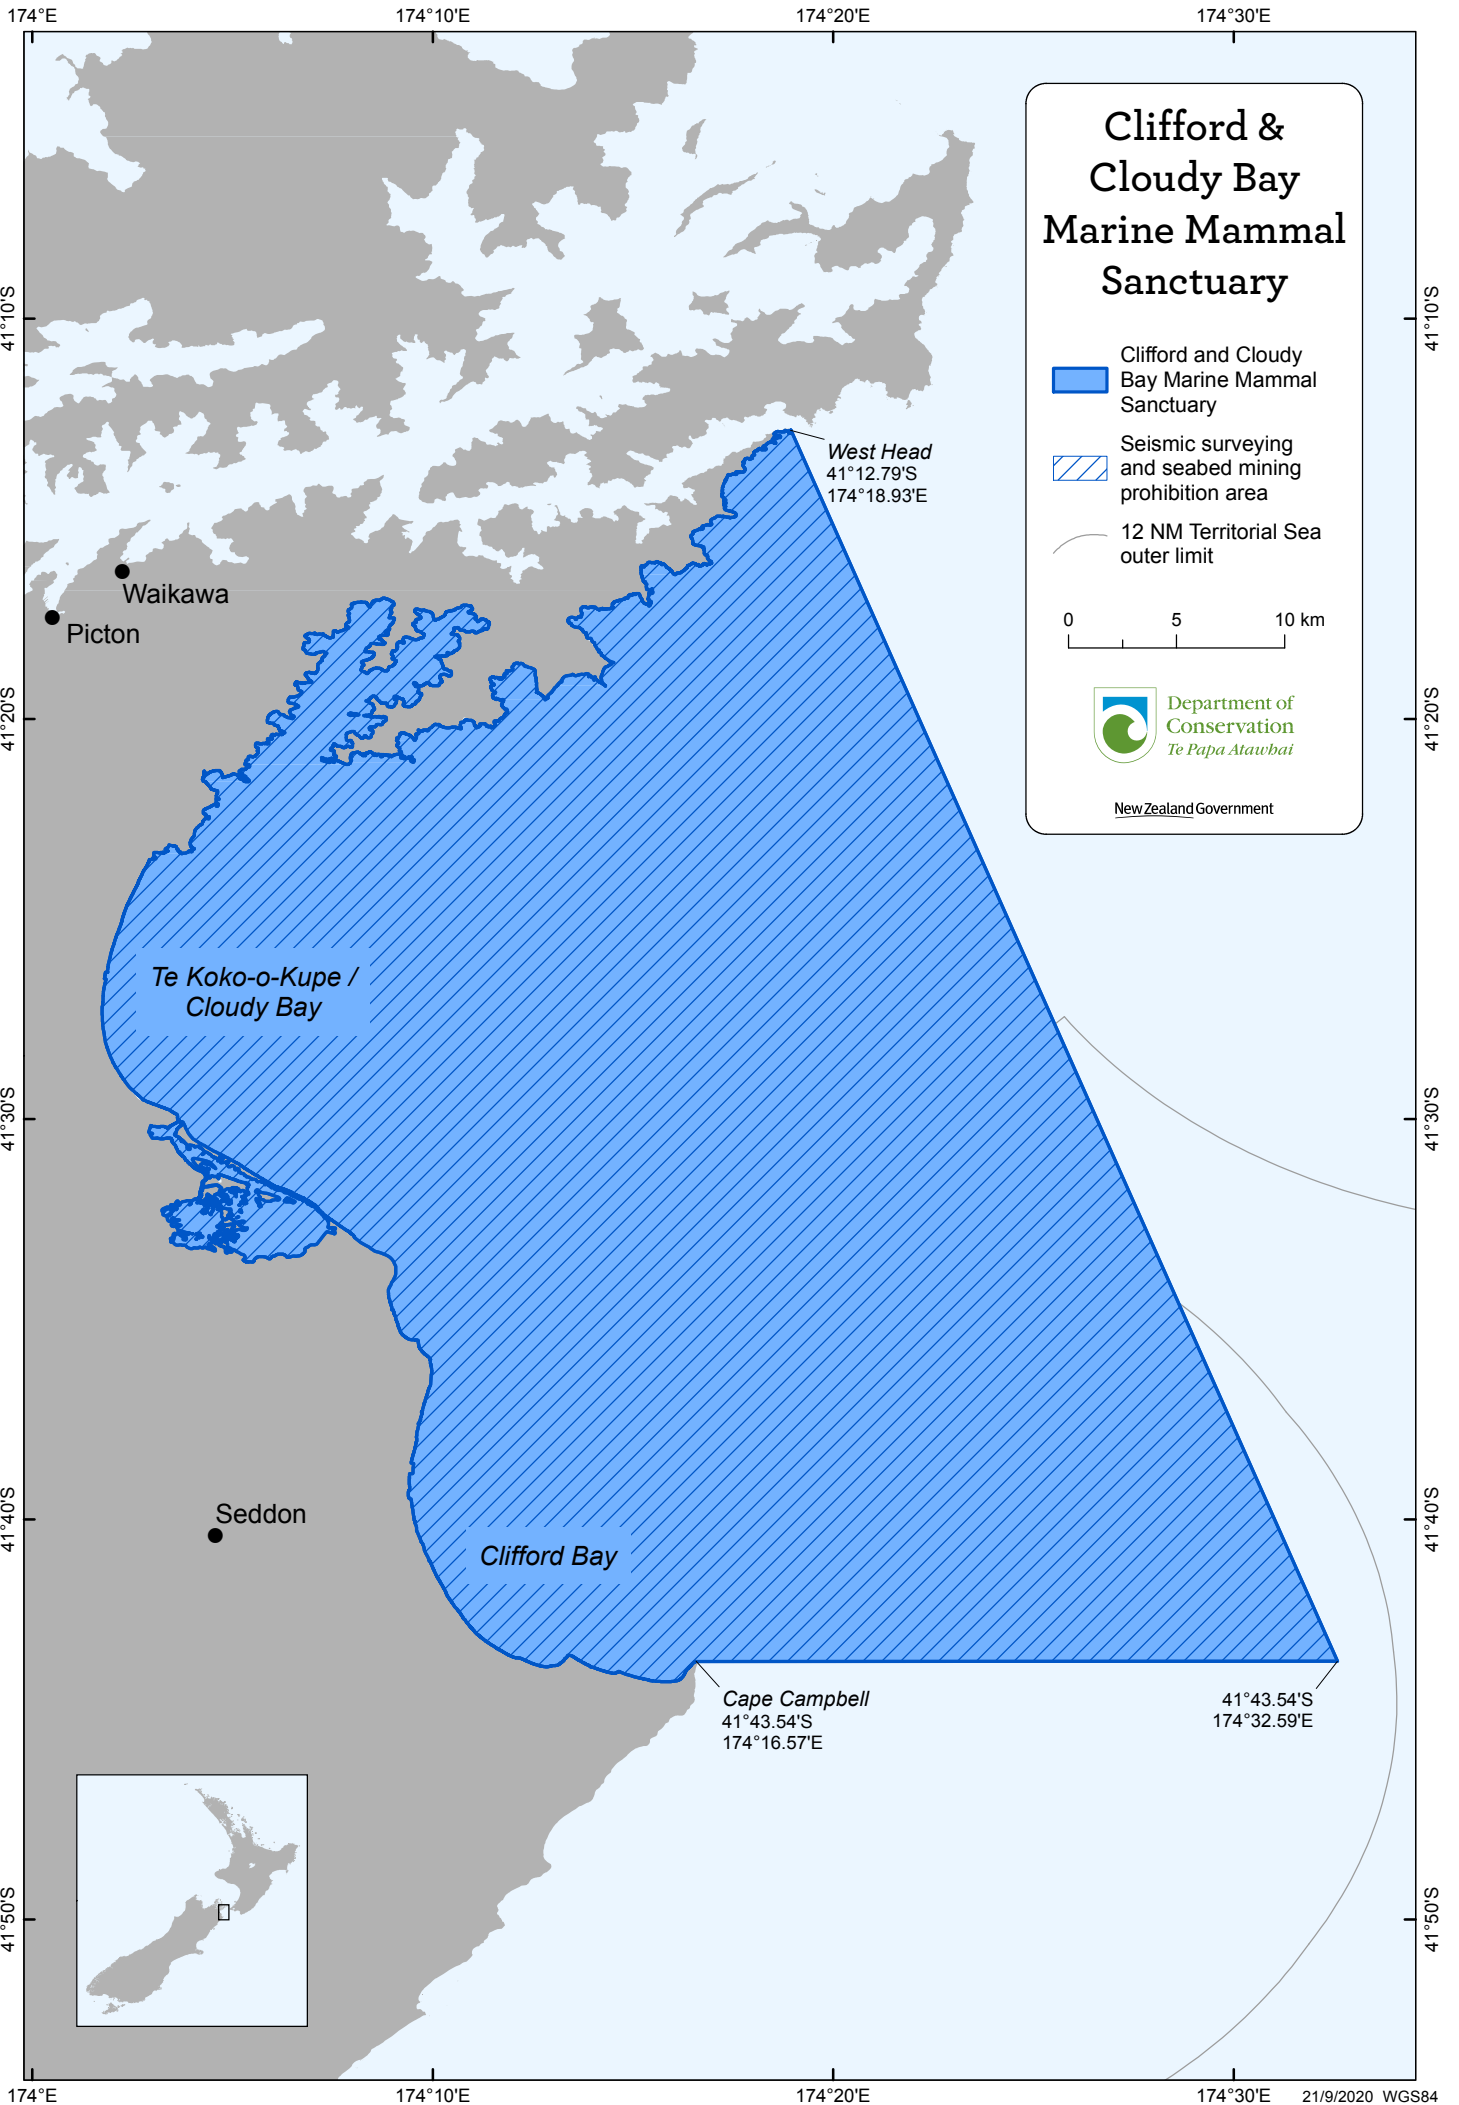 174°E
174°10'E
174°20'E
174°30'E
Clifford &
Cloudy Bay
Marine Mammal
Sanctuary
41°10'S
41°10'S
Clifford and Cloudy
Bay Marine Mammal
Sanctuary
Seismic surveying
and seabed mining
prohibition area
12 NM Territorial Sea
outer limit
0 5 10 km
Department of
Conservation
Te Papa Atawhai
New Zealand Government
West Head
41°12.79'S
174°18.93'E
Waikawa
Picton
41°20'S
41°20'S
Te Koko-o-Kupe /
Cloudy Bay
41°30'S
41°30'S
Seddon
41°40'S
41°40'S
Clifford Bay
Cape Campbell
41°43.54'S
174°16.57'E
41°43.54'S
174°32.59'E
41°50'S
41°50'S
174°E
174°10'E
174°20'E
174°30'E
21/9/2020 WGS84